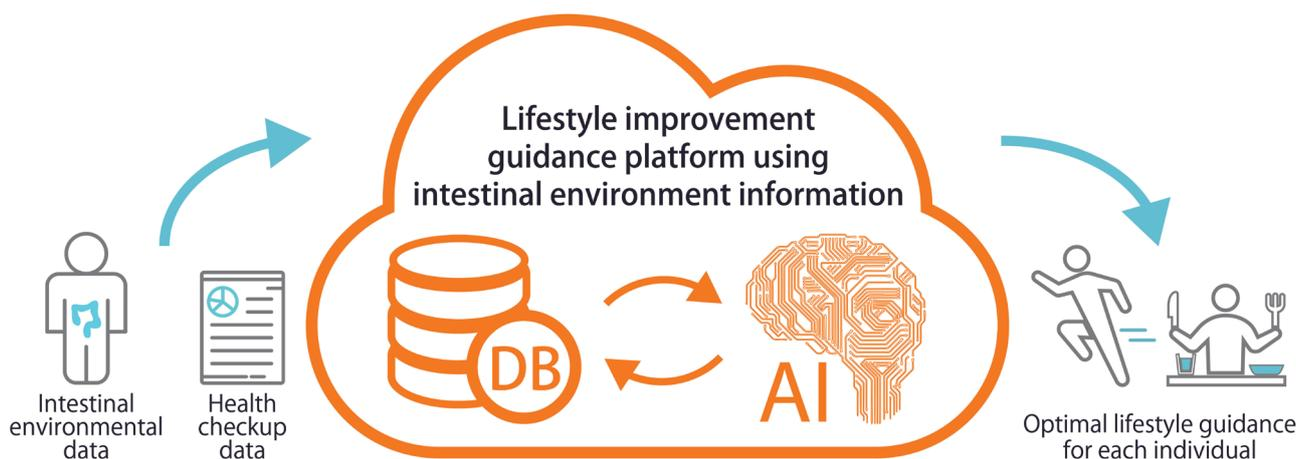 Lifestyle improvement
guidance platform using
intestinal environment information
DB
AI
Intestinal
environmental
data
Health
checkup
data
Optimal lifestyle guidance
for each individual